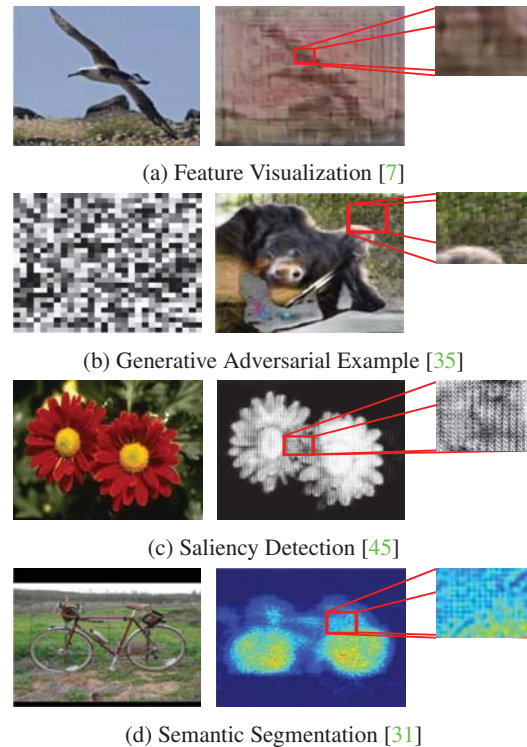 (a) Feature Visualization [7]
(b) Generative Adversarial Example [35]
(c) Saliency Detection [45]
(d) Semantic Segmentation [31]